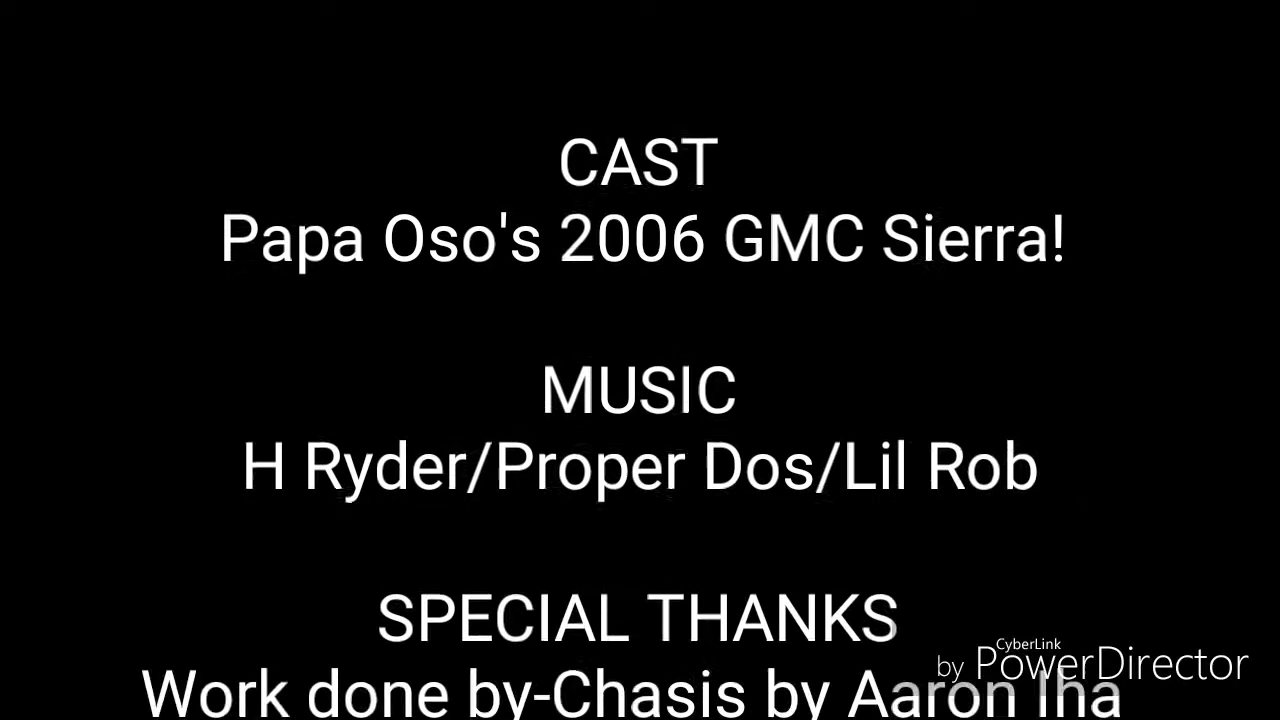 CAST
Papa Oso's 2006 GMC Sierra!
MUSIC
H Ryder/Proper Dos/Lil Rob
SPECIAL THANKS
Work done by-Chasis by Aaron Iha
CyberLink
by PowerDirector